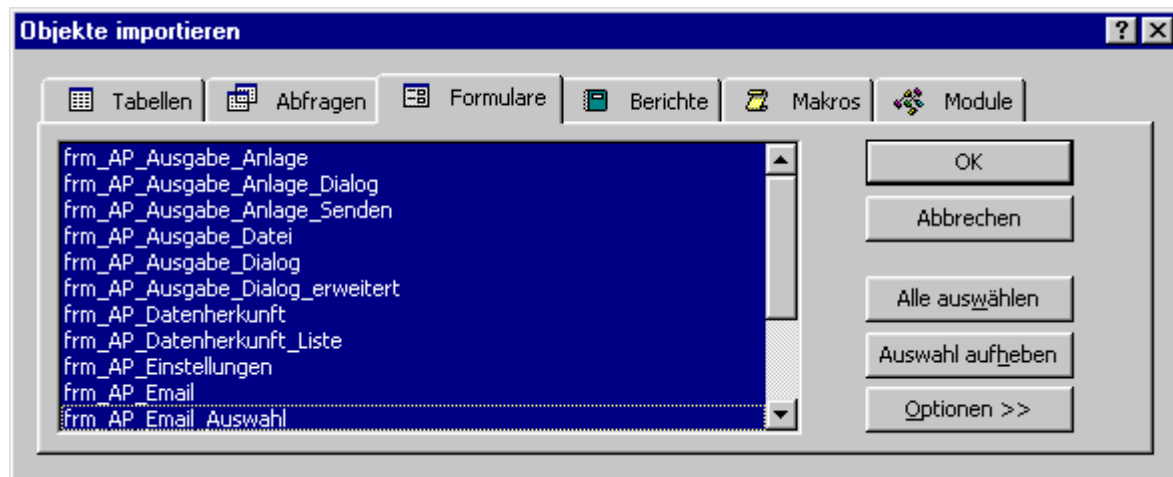 Objekte importieren
Tabellen Abfragen Formulare Berichte Makros Module
frm_AP_Ausgabe_Anlage
frm_AP_Ausgabe_Anlage_Dialog
frm_AP_Ausgabe_Anlage_Senden
frm_AP_Ausgabe_Datei
frm_AP_Ausgabe_Dialog
frm_AP_Ausgabe_Dialog_erweitert
frm_AP_Datenherkunft
frm_AP_Datenherkunft_Liste
frm_AP_Einstellungen
frm_AP_Email
frm_AP_Email_Auswahl
OK
Abbrechen
Alle auswählen
Auswahl aufheben
Optionen >>